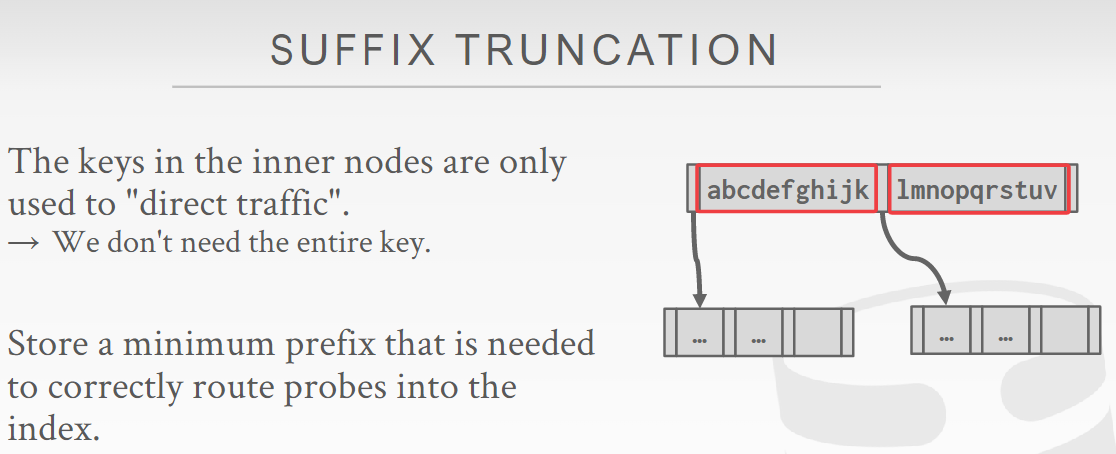 SUFFIX TRUNCATION
The keys in the inner nodes are only
used to "direct traffic".
→ We don't need the entire key.
Store a minimum prefix that is needed
to correctly route probes into the
index.
abcdefghijk lmnopqrstuv
... ... ... ...